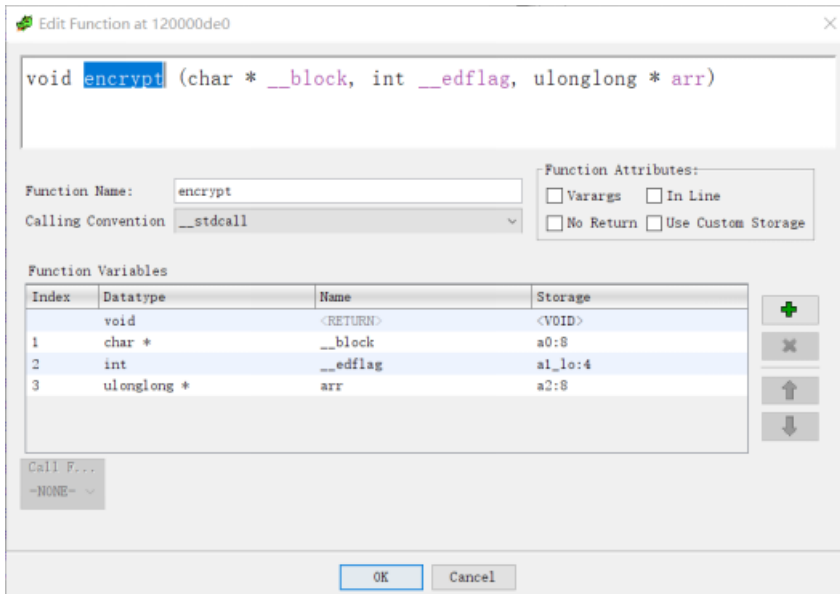 Edit Function at 120000de0
void encrypt (char * __block, int __edflag, ulonglong * arr)
Function Name: encrypt
Calling Convention __stdcall
Function Attributes:
Varargs In Line
No Return Use Custom Storage
Function Variables
Index Datatype Name Storage
void <RETURN> <VOID>
1 char * __block a0:8
2 int __edflag a1_lo:4
3 ulonglong * arr a2:8
Call F...
-NONE-
OK Cancel